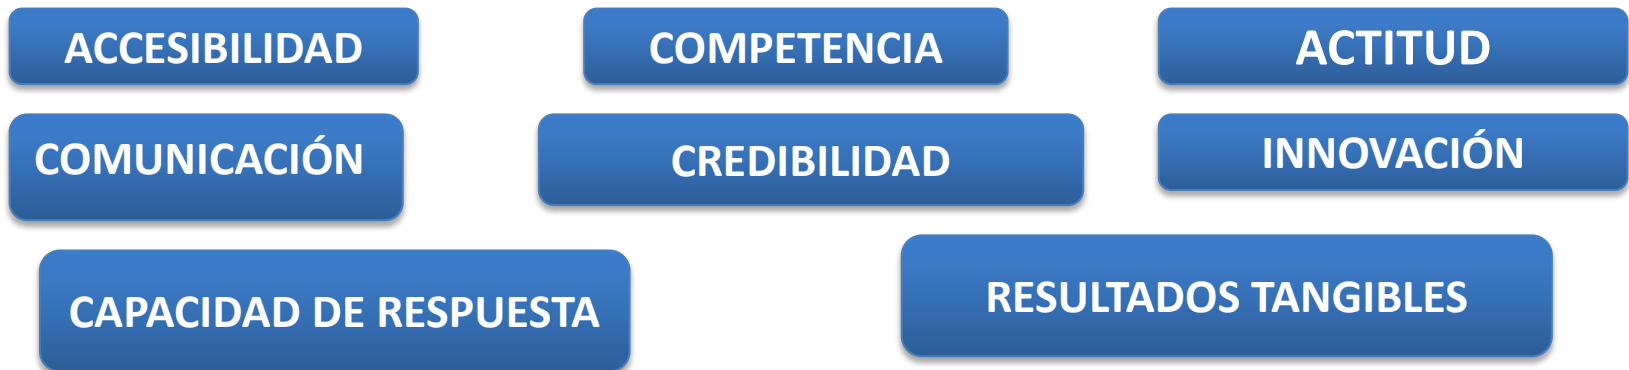 ACCESIBILIDAD
COMPETENCIA
ACTITUD
COMUNICACIÓN
CREDIBILIDAD
INNOVACIÓN
CAPACIDAD DE RESPUESTA
RESULTADOS TANGIBLES